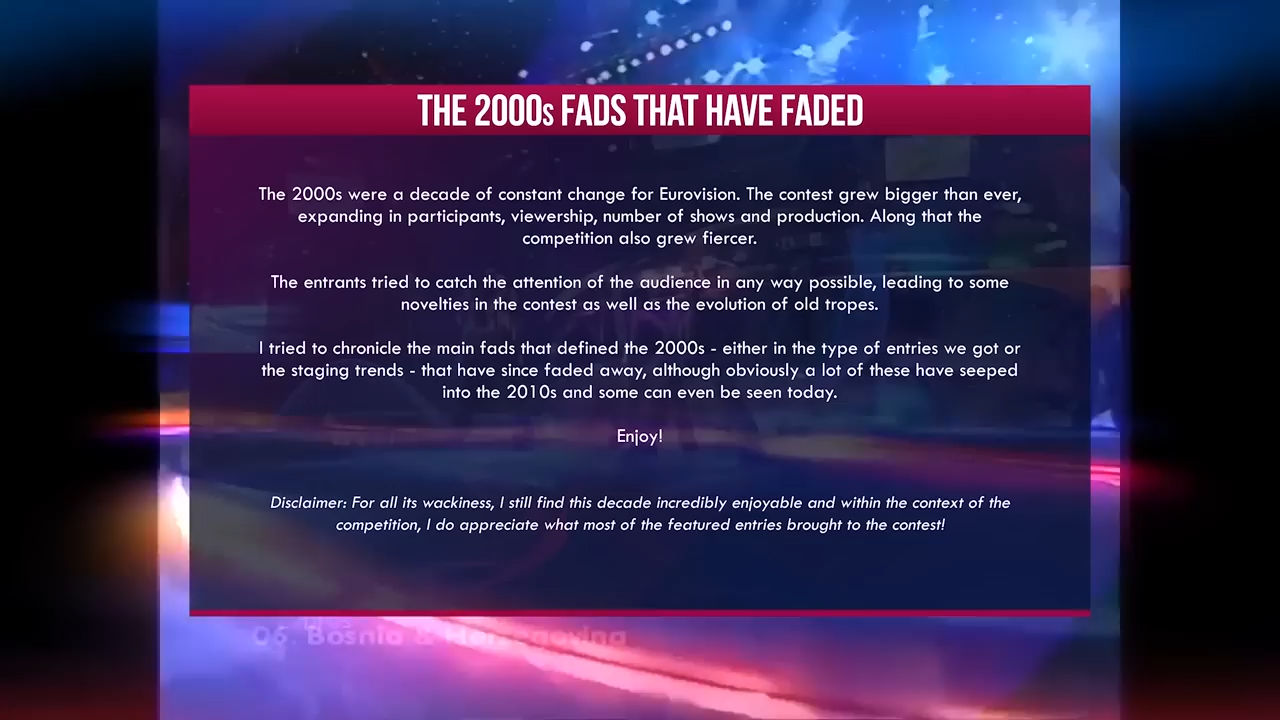 THE 2000s FADS THAT HAVE FADED
The 2000s were a decade of constant change for Eurovision. The contest grew bigger than ever,
expanding in participants, viewership, number of shows and production. Along that the
competition also grew fiercer.
The entrants tried to catch the attention of the audience in any way possible, leading to some
novelties in the contest as well as the evolution of old tropes.
I tried to chronicle the main fads that defined the 2000s - either in the type of entries we got or
the staging trends - that have since faded away, although obviously a lot of these have seeped
into the 2010s and some can even be seen today.
Enjoy!
Disclaimer: For all its wackiness, I still find this decade incredibly enjoyable and within the context of the
competition, I do appreciate what most of the featured entries brought to the contest!
06. Bosnia & Herzegovina